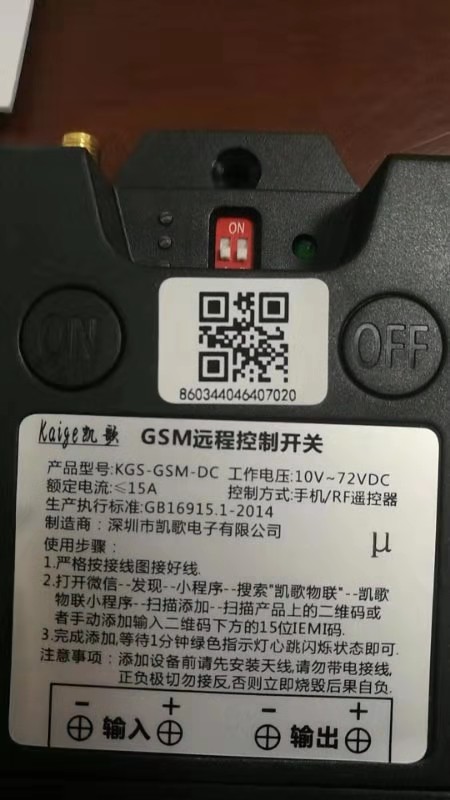 ON
ON
OFF
860344046407020
Kaige凯歌 GSM远程控制开关
产品型号:KGS-GSM-DC 工作电压:10V~72VDC
额定电流:≤15A 控制方式:手机/RF遥控器
生产执行标准:GB16915.1-2014
制造商：深圳市凯歌电子有限公司
μ
使用步骤：
1.严格按接线图接好线.
2.打开微信--发现--小程序--搜索"凯歌物联"--凯歌
物联小程序--扫描添加--扫描产品上的二维码或
者手动添加输入二维码下方的15位IEMI码.
3.完成添加,等待1分钟绿色指示灯心跳闪烁状态即可.
注意事项：添加设备前请先安装天线,请勿带电接线,
正负极切勿接反,否则立即烧毁后果自负.
- + - +
输入 输出